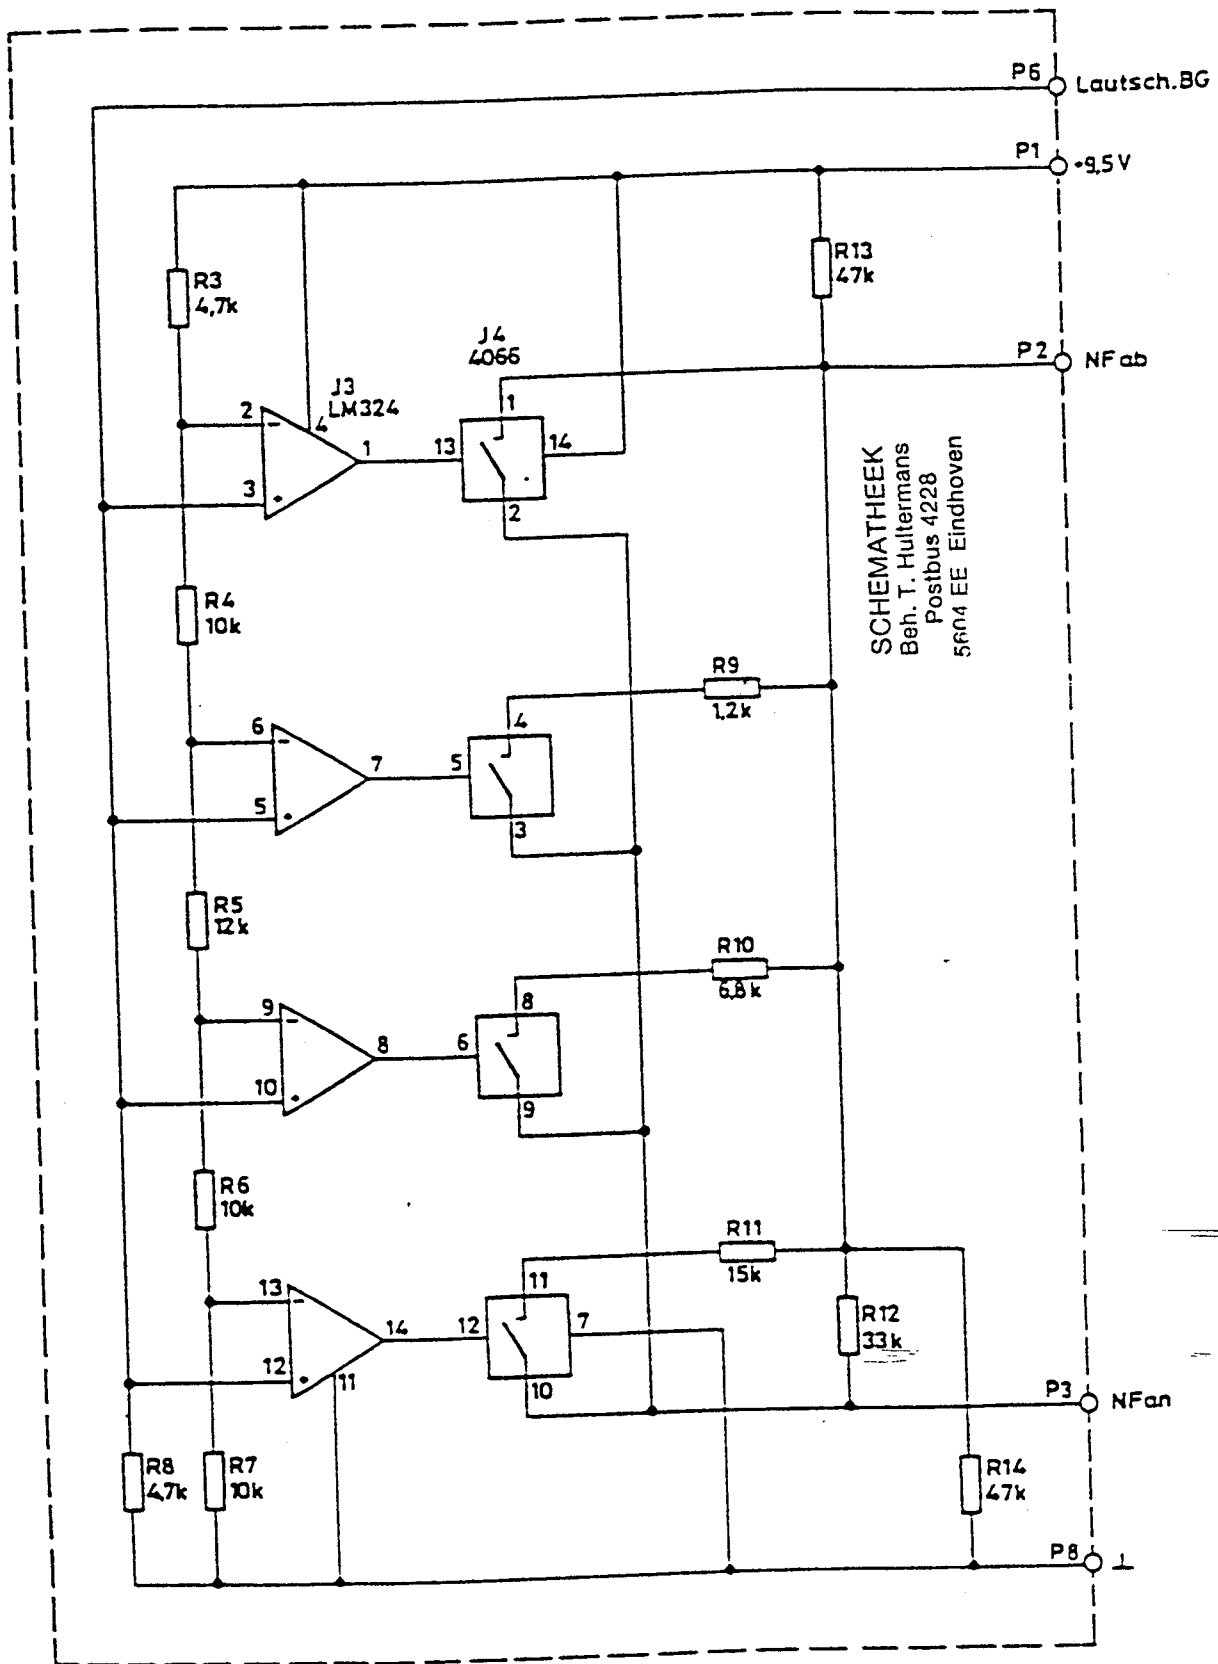 P6
Lautsch.BG
P1
+9,5V
R3
4,7k
R13
47k
J4
4066
P2
NFab
J3
LM324
2
4
1
1
13
14
3
2
SCHEMATHEEK
Beh. T. Hultermans
Postbus 4228
5604 EE Eindhoven
R4
10k
R9
1,2k
6
4
7
5
5
3
R5
12k
R10
6,8k
9
8
8
6
10
9
R6
10k
R11
15k
13
11
14
12
7
R12
33k
12
11
10
P3
NFan
R8
4,7k
R7
10k
R14
47k
P8
⊥